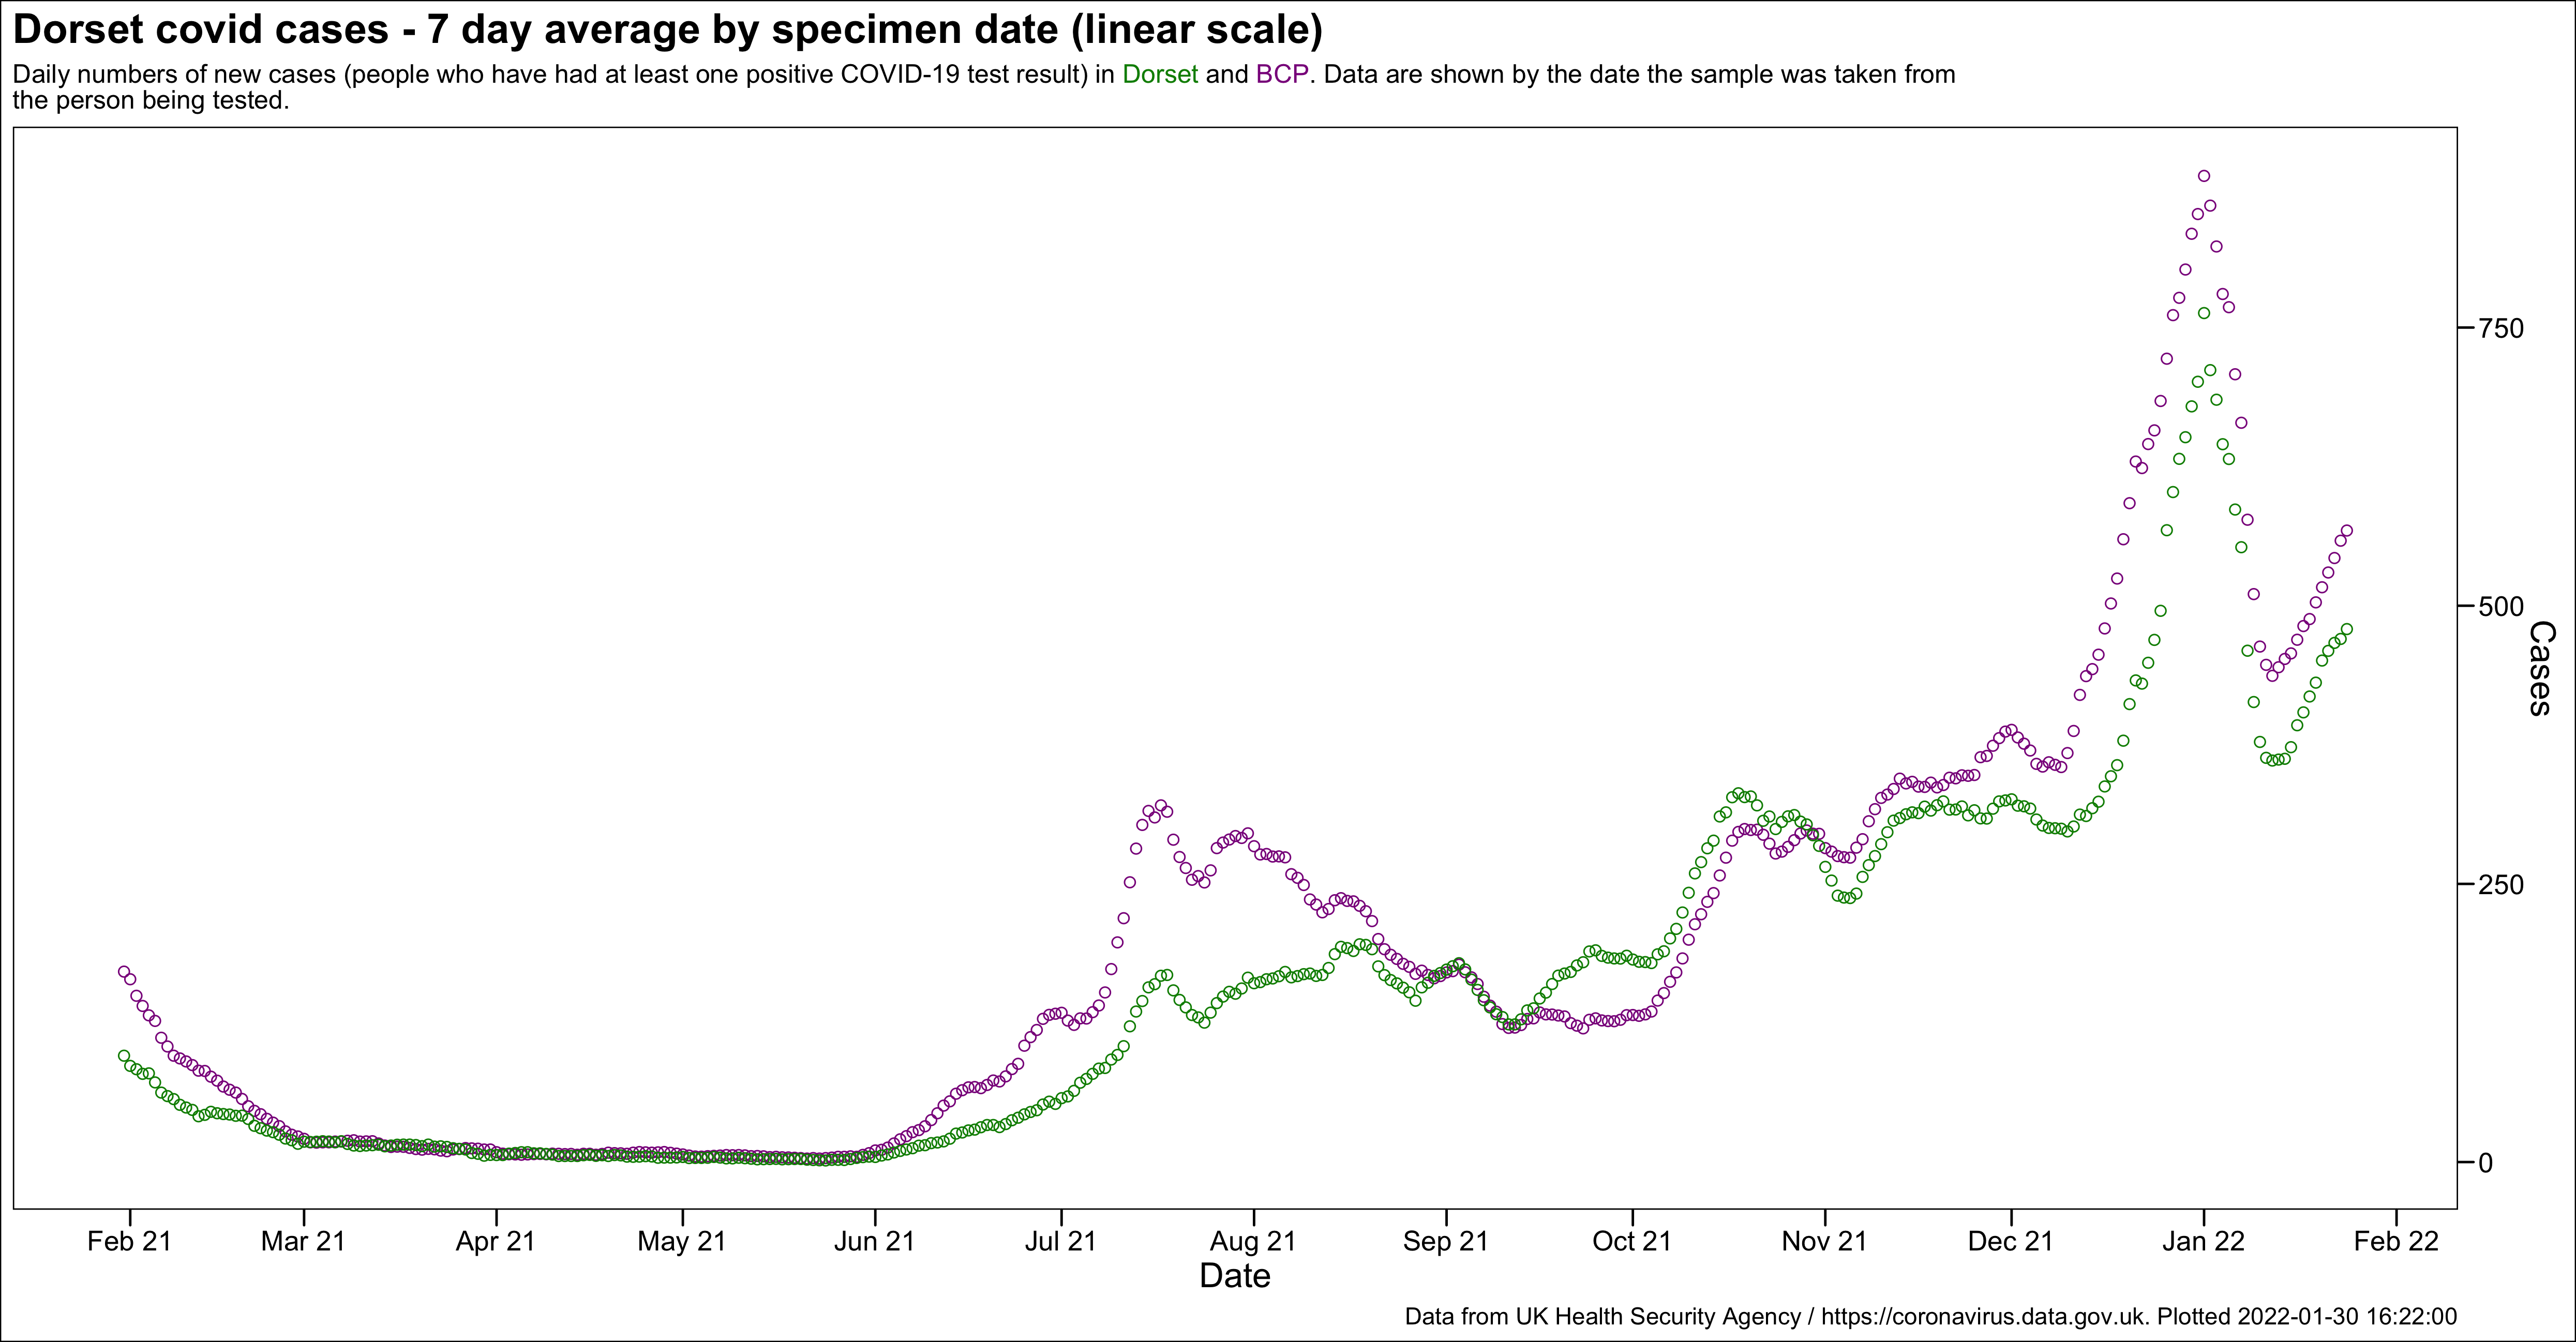 Dorset covid cases - 7 day average by specimen date (linear scale)
Daily numbers of new cases (people who have had at least one positive COVID-19 test result) in Dorset and BCP. Data are shown by the date the sample was taken from
the person being tested.
750
500
250
0
Cases
Feb 21 Mar 21 Apr 21 May 21 Jun 21 Jul 21 Aug 21 Sep 21 Oct 21 Nov 21 Dec 21 Jan 22 Feb 22
Date
Data from UK Health Security Agency / https://coronavirus.data.gov.uk. Plotted 2022-01-30 16:22:00